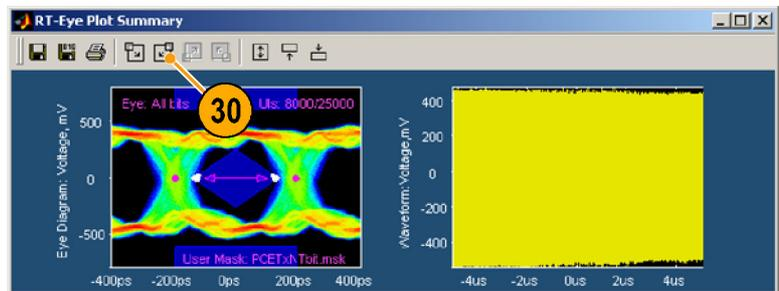 RT-Eye Plot Summary
30
Eye: All bits
UIs: 8000/25000
Eye Diagram: Voltage, mV
500
0
-500
User Mask: PCETxNTbit.msk
-400ps -200ps 0ps 200ps 400ps
Waveform: Voltage,mV
400
200
0
-200
-400
-4us -2us 0us 2us 4us